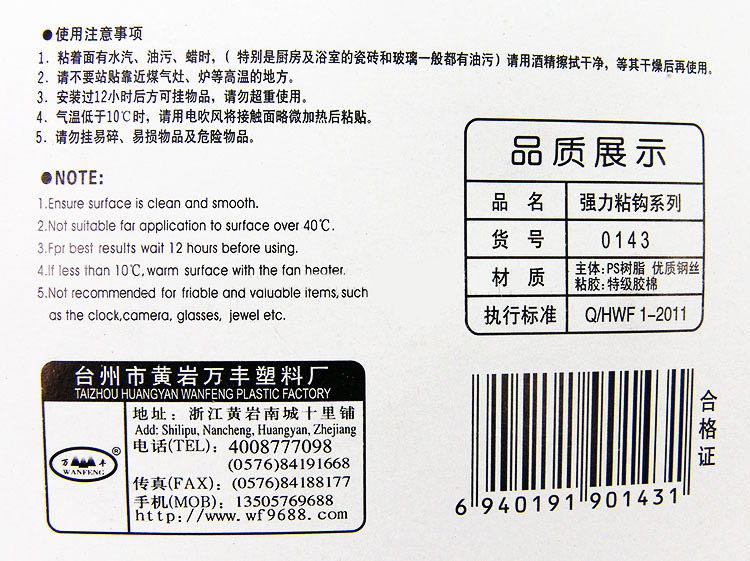 ●使用注意事项
1. 粘着面有水汽、油污、蜡时，( 特别是厨房及浴室的瓷砖和玻璃一般都有油污) 请用酒精擦拭干净，等其干燥后再使用。
2. 请不要站贴靠近煤气灶、炉等高温的地方。
3. 安装过12小时后方可挂物品，请勿超重使用。
4. 气温低于10℃时，请用电吹风将接触面略微加热后粘贴。
5. 请勿挂易碎、易损物品及危险物品。
●NOTE:
1.Ensure surface is clean and smooth.
2.Not suitable far application to surface over 40℃.
3.Fpr best results wait 12 hours before using.
4.If less than 10℃,warm surface with the fan heater.
5.Not recommended for friable and valuable items,such
as the clock,camera, glasses, jewel etc.
品质展示
品 名 强力粘钩系列
货 号 0143
材 质 主体:PS树脂 优质钢丝
粘胶:特级胶棉
执行标准 Q/HWF 1-2011
台州市黄岩万丰塑料厂
TAIZHOU HUANGYAN WANFENG PLASTIC FACTORY
万丰
WANFENG
®
地址: 浙江黄岩南城十里铺
Add: Shilipu, Nancheng, Huangyan, Zhejiang
电话(TEL): 4008777098
(0576)84191668
传真(FAX): (0576)84188177
手机(MOB): 13505769688
http://www.wf9688.com
6 940191 901431
合格证